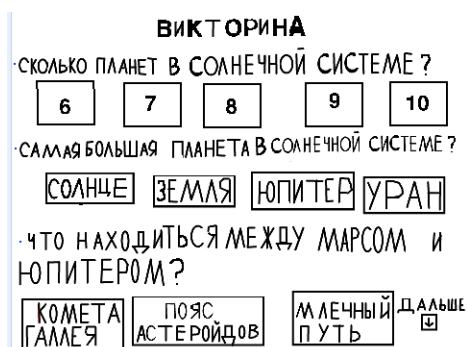 ВИКТОРИНА
СКОЛЬКО ПЛАНЕТ В СОЛНЕЧНОЙ СИСТЕМЕ?
6 7 8 9 10
САМАЯ БОЛЬШАЯ ПЛАНЕТА В СОЛНЕЧНОЙ СИСТЕМЕ?
СОЛНЦЕ ЗЕМЛЯ ЮПИТЕР УРАН
ЧТО НАХОДИТЬСЯ МЕЖДУ МАРСОМ И
ЮПИТЕРОМ?
КОМЕТА ГАЛЛЕЯ
ПОЯС АСТЕРОЙДОВ
МЛЕЧНЫЙ ПУТЬ
ДАЛЬШЕ